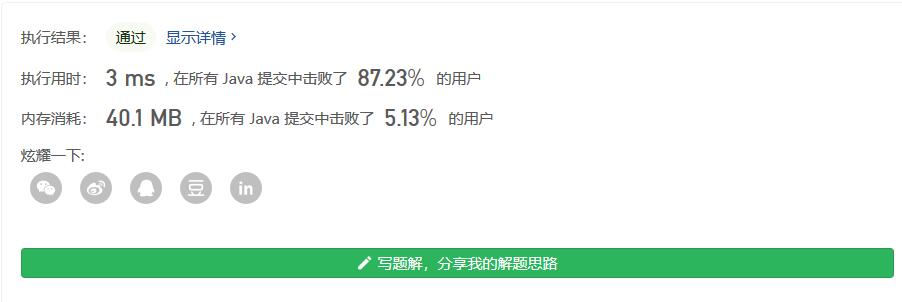 执行结果： 通过 显示详情 ›
执行用时： 3 ms , 在所有 Java 提交中击败了 87.23% 的用户
内存消耗： 40.1 MB , 在所有 Java 提交中击败了 5.13% 的用户
炫耀一下:
豆 in
写题解，分享我的解题思路